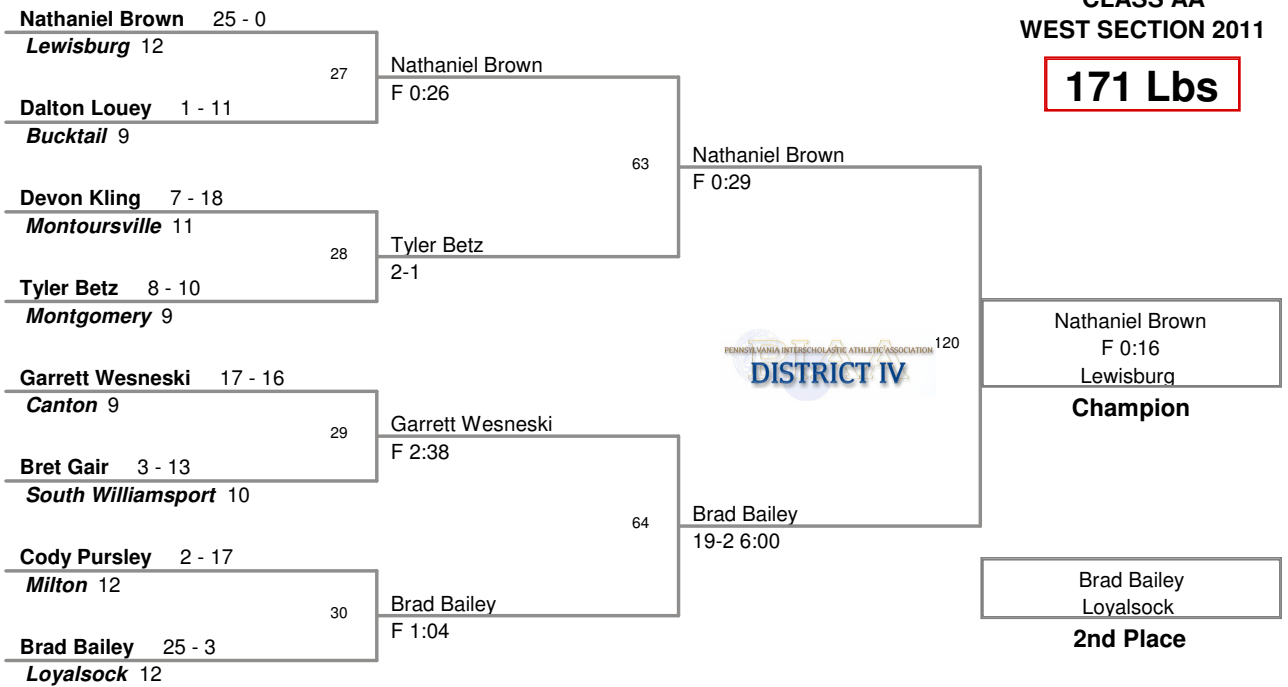 CLASS AA
WEST SECTION 2011
171 Lbs
Nathaniel Brown 25 - 0
Lewisburg 12
27
Nathaniel Brown
F 0:26
Dalton Louey 1 - 11
Bucktail 9
63
Nathaniel Brown
F 0:29
Devon Kling 7 - 18
Montoursville 11
28
Tyler Betz
2-1
Tyler Betz 8 - 10
Montgomery 9
PENNSYLVANIA INTERSCHOLASTIC ATHLETIC ASSOCIATION
PIAA
DISTRICT IV
120
Nathaniel Brown
F 0:16
Lewisburg
Champion
Garrett Wesneski 17 - 16
Canton 9
29
Garrett Wesneski
F 2:38
Bret Gair 3 - 13
South Williamsport 10
64
Brad Bailey
19-2 6:00
Cody Pursley 2 - 17
Milton 12
30
Brad Bailey
F 1:04
Brad Bailey 25 - 3
Loyalsock 12
Brad Bailey
Loyalsock
2nd Place